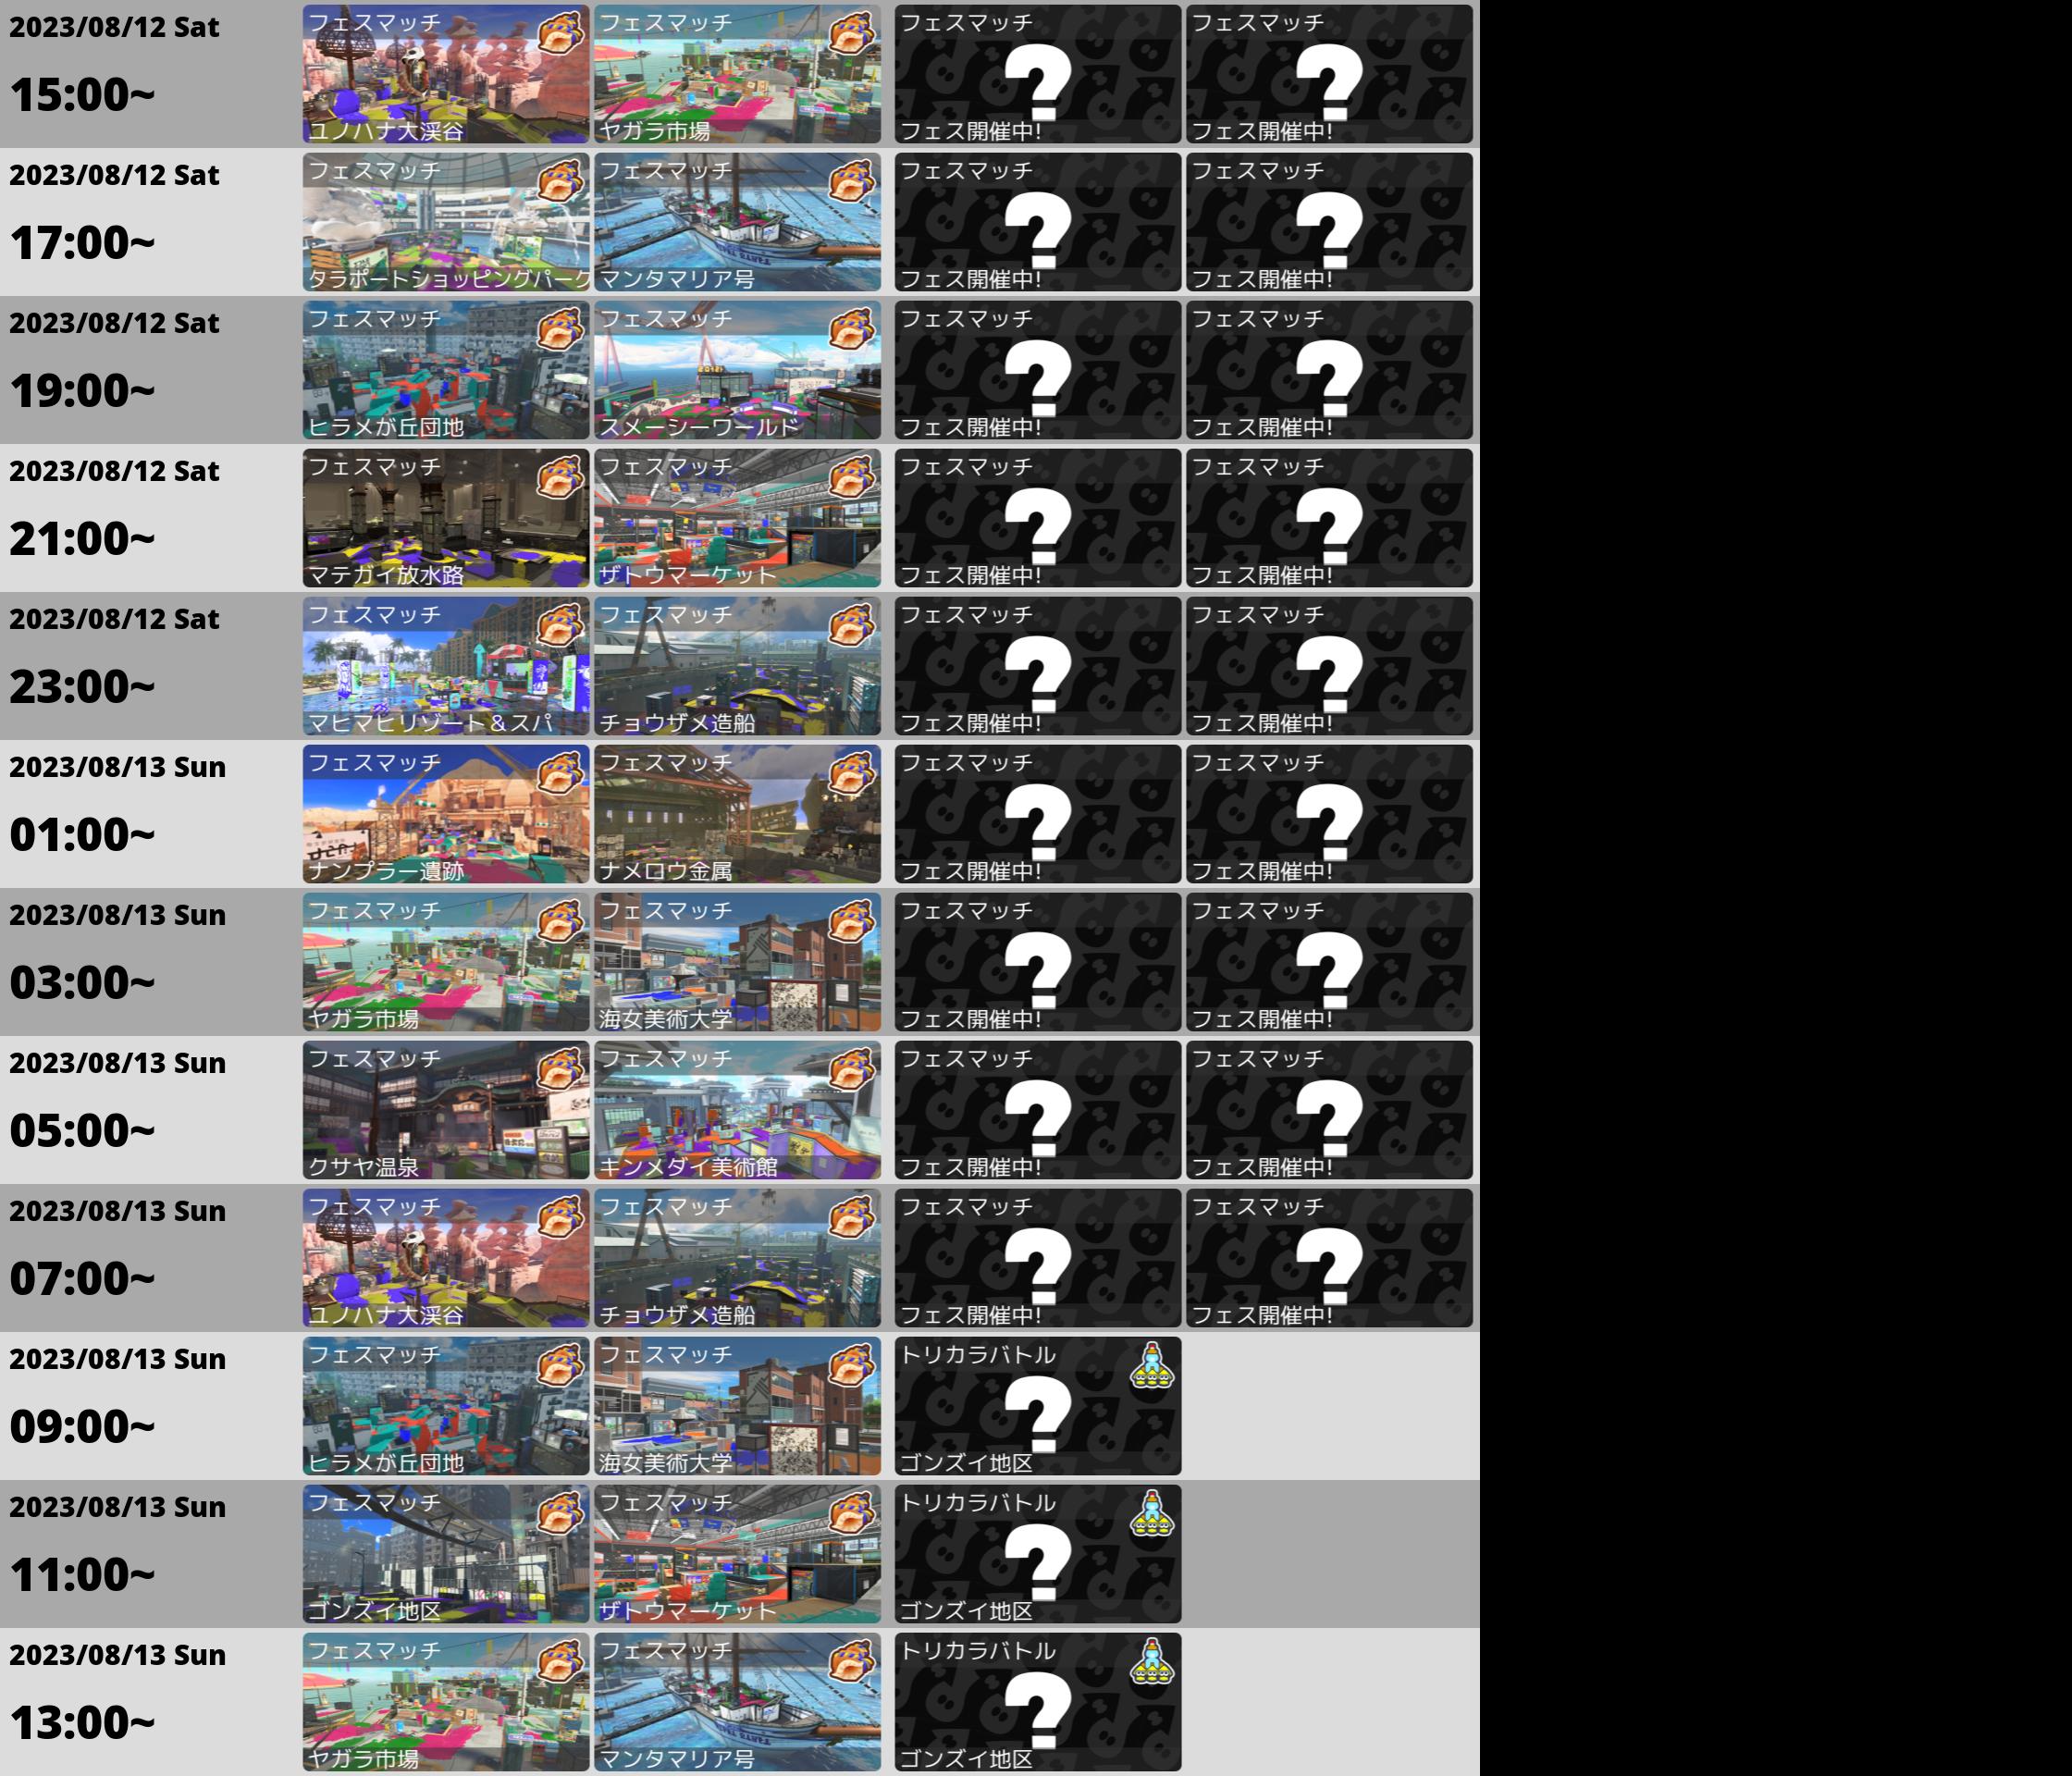 2023/08/12 Sat
15:00~
フェスマッチ
ユノハナ大渓谷
フェスマッチ
ヤガラ市場
フェスマッチ
フェス開催中!
フェスマッチ
フェス開催中!
2023/08/12 Sat
17:00~
フェスマッチ
タラポートショッピングパーク
フェスマッチ
マンタマリア号
フェスマッチ
フェス開催中!
フェスマッチ
フェス開催中!
2023/08/12 Sat
19:00~
フェスマッチ
ヒラメが丘団地
フェスマッチ
スメーシーワールド
フェスマッチ
フェス開催中!
フェスマッチ
フェス開催中!
2023/08/12 Sat
21:00~
フェスマッチ
マテガイ放水路
フェスマッチ
ザトウマーケット
フェスマッチ
フェス開催中!
フェスマッチ
フェス開催中!
2023/08/12 Sat
23:00~
フェスマッチ
マヒマヒリゾート＆スパ
フェスマッチ
チョウザメ造船
フェスマッチ
フェス開催中!
フェスマッチ
フェス開催中!
2023/08/13 Sun
01:00~
フェスマッチ
ナンプラー遺跡
フェスマッチ
ナメロウ金属
フェスマッチ
フェス開催中!
フェスマッチ
フェス開催中!
2023/08/13 Sun
03:00~
フェスマッチ
ヤガラ市場
フェスマッチ
海女美術大学
フェスマッチ
フェス開催中!
フェスマッチ
フェス開催中!
2023/08/13 Sun
05:00~
フェスマッチ
クサヤ温泉
フェスマッチ
キンメダイ美術館
フェスマッチ
フェス開催中!
フェスマッチ
フェス開催中!
2023/08/13 Sun
07:00~
フェスマッチ
ユノハナ大渓谷
フェスマッチ
チョウザメ造船
フェスマッチ
フェス開催中!
フェスマッチ
フェス開催中!
2023/08/13 Sun
09:00~
フェスマッチ
ヒラメが丘団地
フェスマッチ
海女美術大学
トリカラバトル
ゴンズイ地区
2023/08/13 Sun
11:00~
フェスマッチ
ゴンズイ地区
フェスマッチ
ザトウマーケット
トリカラバトル
ゴンズイ地区
2023/08/13 Sun
13:00~
フェスマッチ
ヤガラ市場
フェスマッチ
マンタマリア号
トリカラバトル
ゴンズイ地区